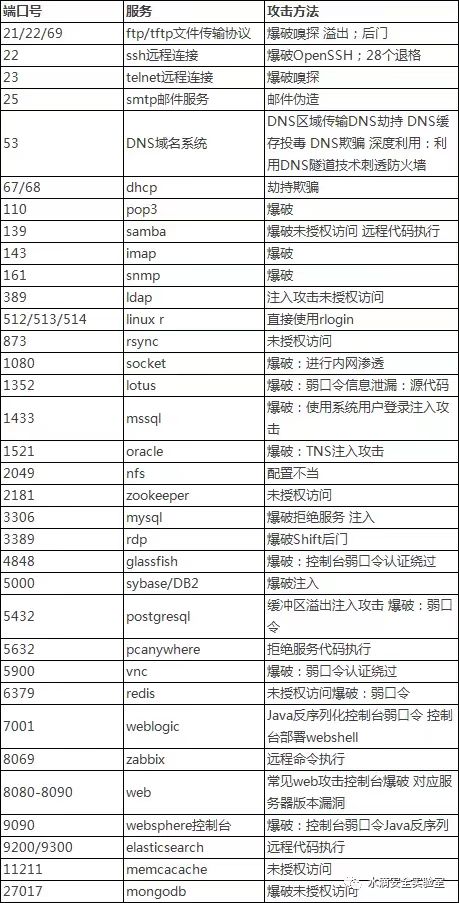 端口号 服务 攻击方法
21/22/69 ftp/tftp文件传输协议 爆破嗅探 溢出；后门
22 ssh远程连接 爆破OpenSSH；28个退格
23 telnet远程连接 爆破嗅探
25 smtp邮件服务 邮件伪造
53 DNS域名系统 DNS区域传输DNS劫持 DNS缓
存投毒 DNS欺骗 深度利用：利
用DNS隧道技术刺透防火墙
67/68 dhcp 劫持欺骗
110 pop3 爆破
139 samba 爆破未授权访问 远程代码执行
143 imap 爆破
161 snmp 爆破
389 ldap 注入攻击未授权访问
512/513/514 linux r 直接使用rlogin
873 rsync 未授权访问
1080 socket 爆破：进行内网渗透
1352 lotus 爆破：弱口令信息泄漏：源代码
1433 mssql 爆破：使用系统用户登录注入攻
击
1521 oracle 爆破：TNS注入攻击
2049 nfs 配置不当
2181 zookeeper 未授权访问
3306 mysql 爆破拒绝服务 注入
3389 rdp 爆破Shift后门
4848 glassfish 爆破：控制台弱口令认证绕过
5000 sybase/DB2 爆破注入
5432 postgresql 缓冲区溢出注入攻击 爆破：弱口
令
5632 pcanywhere 拒绝服务代码执行
5900 vnc 爆破：弱口令认证绕过
6379 redis 未授权访问爆破：弱口令
7001 weblogic Java反序列化控制台弱口令 控制
台部署webshell
8069 zabbix 远程命令执行
8080-8090 web 常见web攻击控制台爆破 对应服
务器版本漏洞
9090 websphere控制台 爆破：控制台弱口令Java反序列
9200/9300 elasticsearch 远程代码执行
11211 memcacache 未授权访问
27017 mongodb 爆破未授权访问
水滴安全实验室